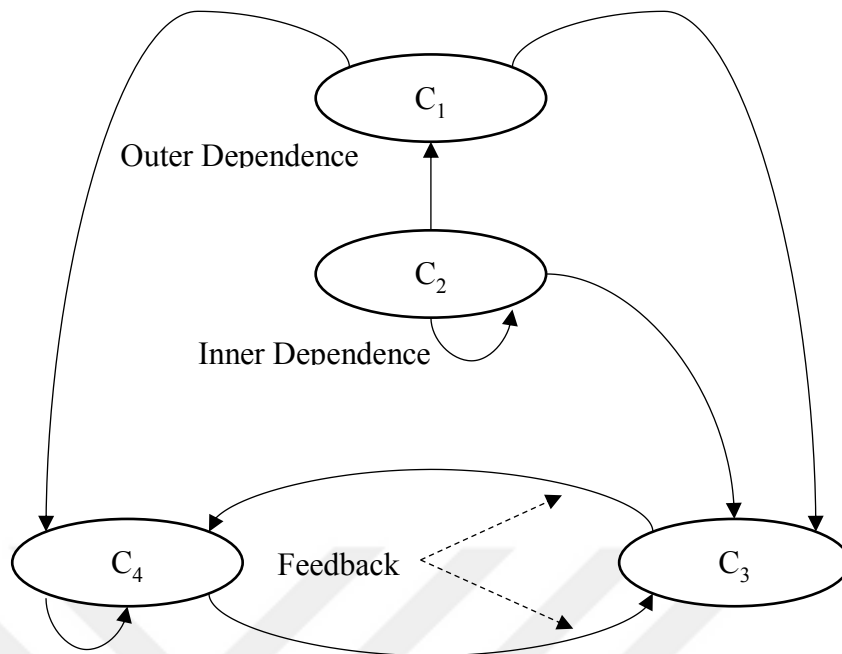 C₁
Outer Dependence
C₂
Inner Dependence
C₄
Feedback
C₃